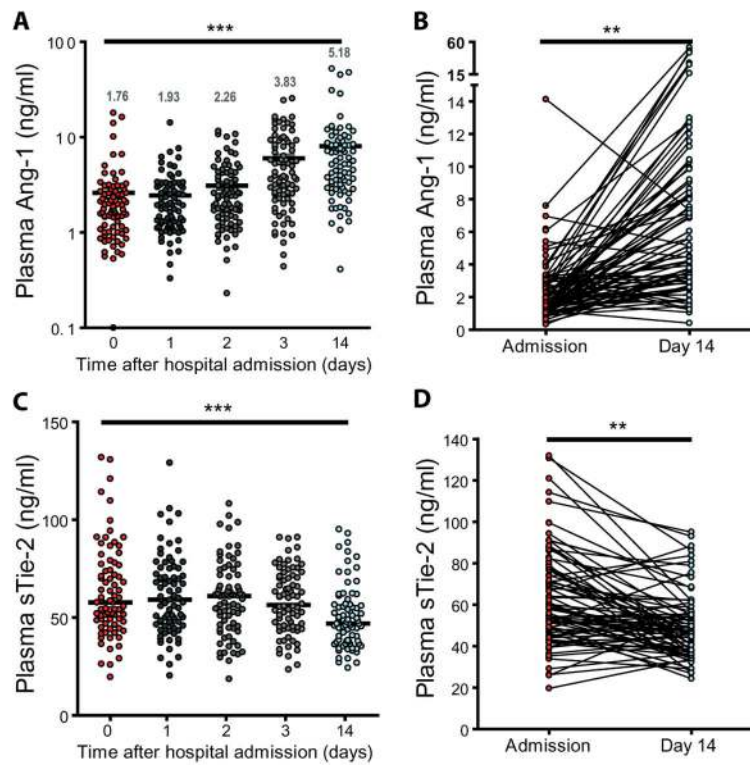 A
***
100
10
1
0.1
Plasma Ang-1 (ng/ml)
1.76
1.93
2.26
3.83
5.18
0 1 2 3 14
Time after hospital admission (days)
B
**
60
15
14
12
10
8
6
4
2
0
Plasma Ang-1 (ng/ml)
Admission Day 14
C
***
150
100
50
0
Plasma sTie-2 (ng/ml)
0 1 2 3 14
Time after hospital admission (days)
D
**
140
120
100
80
60
40
20
0
Plasma sTie-2 (ng/ml)
Admission Day 14